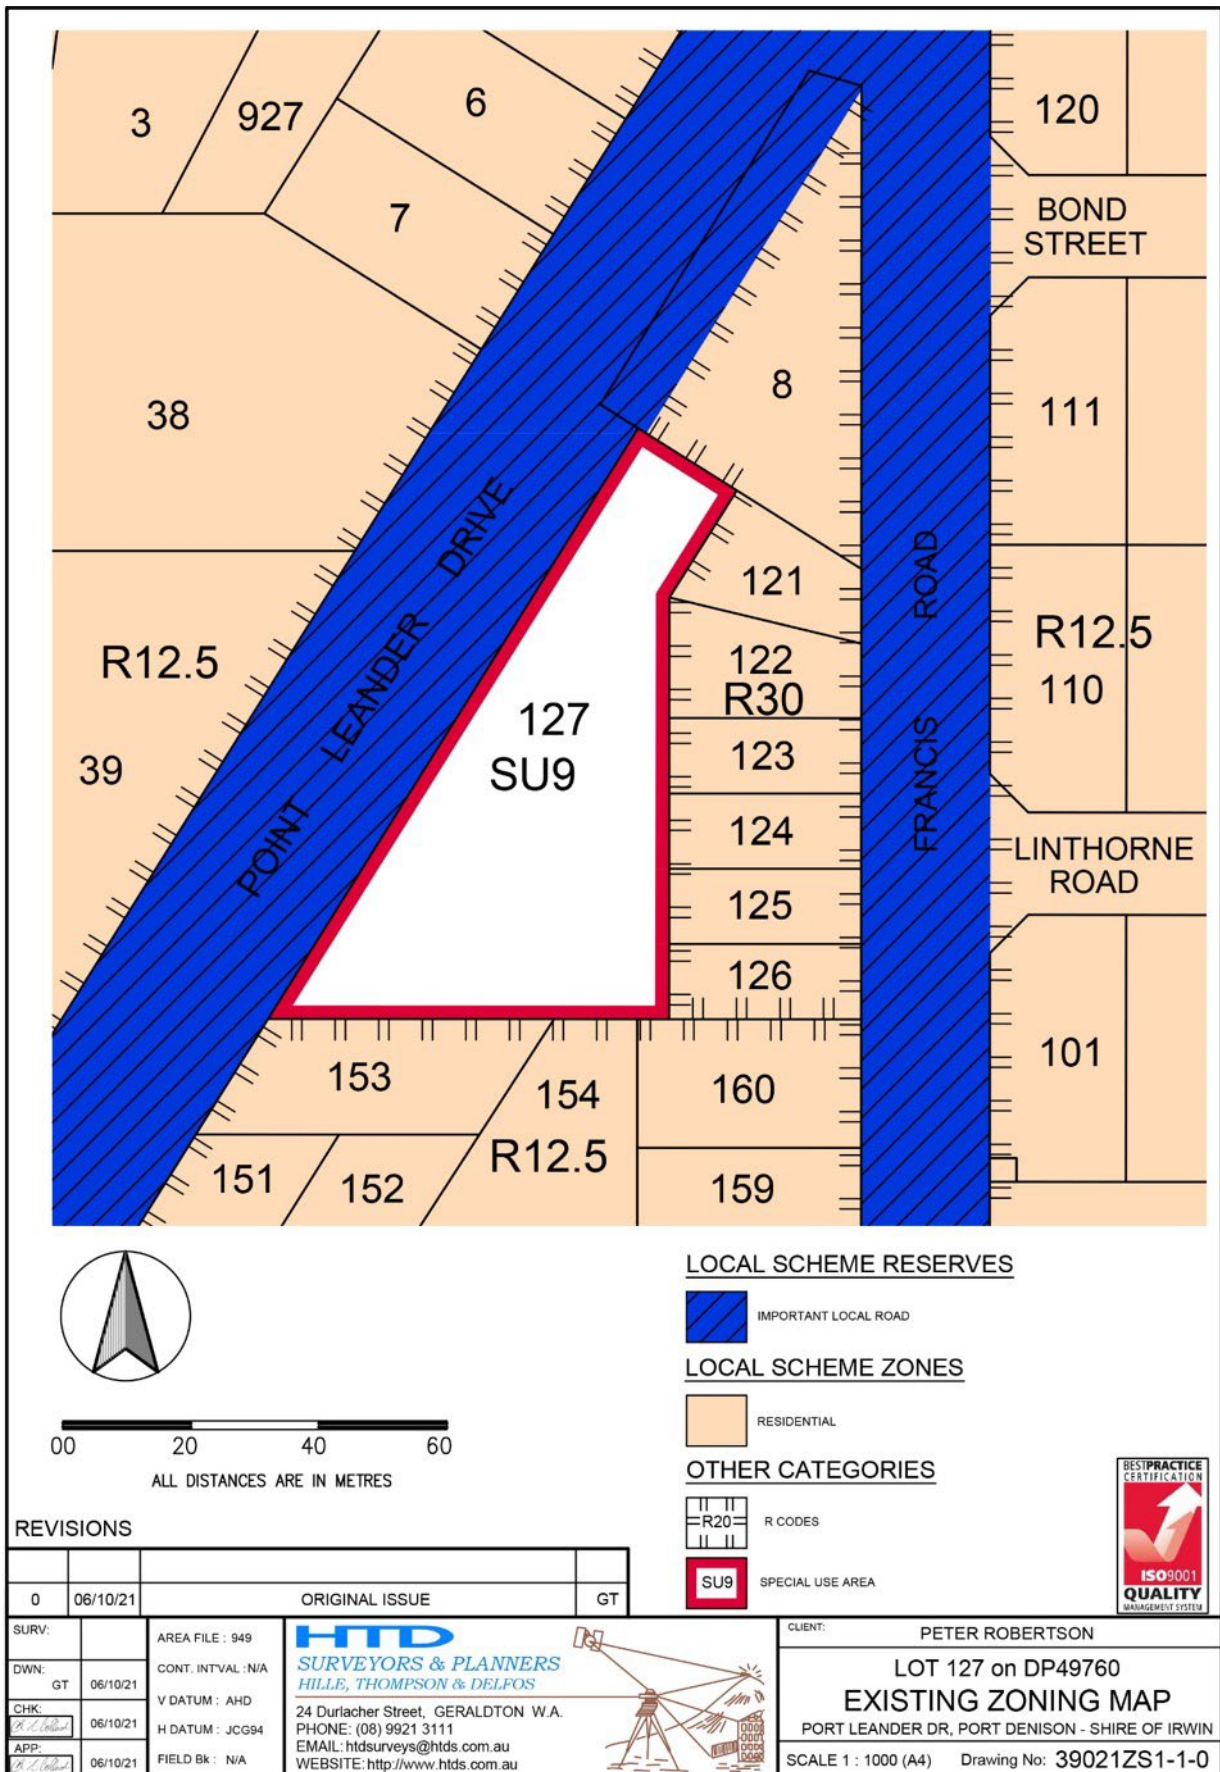 3
927
6
7
120
BOND
STREET
38
8
111
POINT LEANDER DRIVE
FRANCIS ROAD
121
R12.5
122
R30
R12.5
110
127
SU9
39
123
124
LINTHORNE
ROAD
125
126
153
154
160
101
R12.5
151
152
159
LOCAL SCHEME RESERVES
IMPORTANT LOCAL ROAD
LOCAL SCHEME ZONES
RESIDENTIAL
OTHER CATEGORIES
R20
R CODES
SU9
SPECIAL USE AREA
00 20 40 60
ALL DISTANCES ARE IN METRES
BESTPRACTICE
CERTIFICATION
ISO9001
QUALITY
MANAGEMENT SYSTEM
REVISIONS
0 06/10/21 ORIGINAL ISSUE GT
SURV:
DWN: GT 06/10/21
CHK: 06/10/21
APP: 06/10/21
AREA FILE : 949
CONT. INT'VAL : N/A
V DATUM : AHD
H DATUM : JCG94
FIELD Bk : N/A
HTD
SURVEYORS & PLANNERS
HILLE, THOMPSON & DELFOS
24 Durlacher Street, GERALDTON W.A.
PHONE: (08) 9921 3111
EMAIL: htdsurveys@htds.com.au
WEBSITE: http://www.htds.com.au
CLIENT: PETER ROBERTSON
LOT 127 on DP49760
EXISTING ZONING MAP
PORT LEANDER DR, PORT DENISON - SHIRE OF IRWIN
SCALE 1 : 1000 (A4) Drawing No: 39021ZS1-1-0